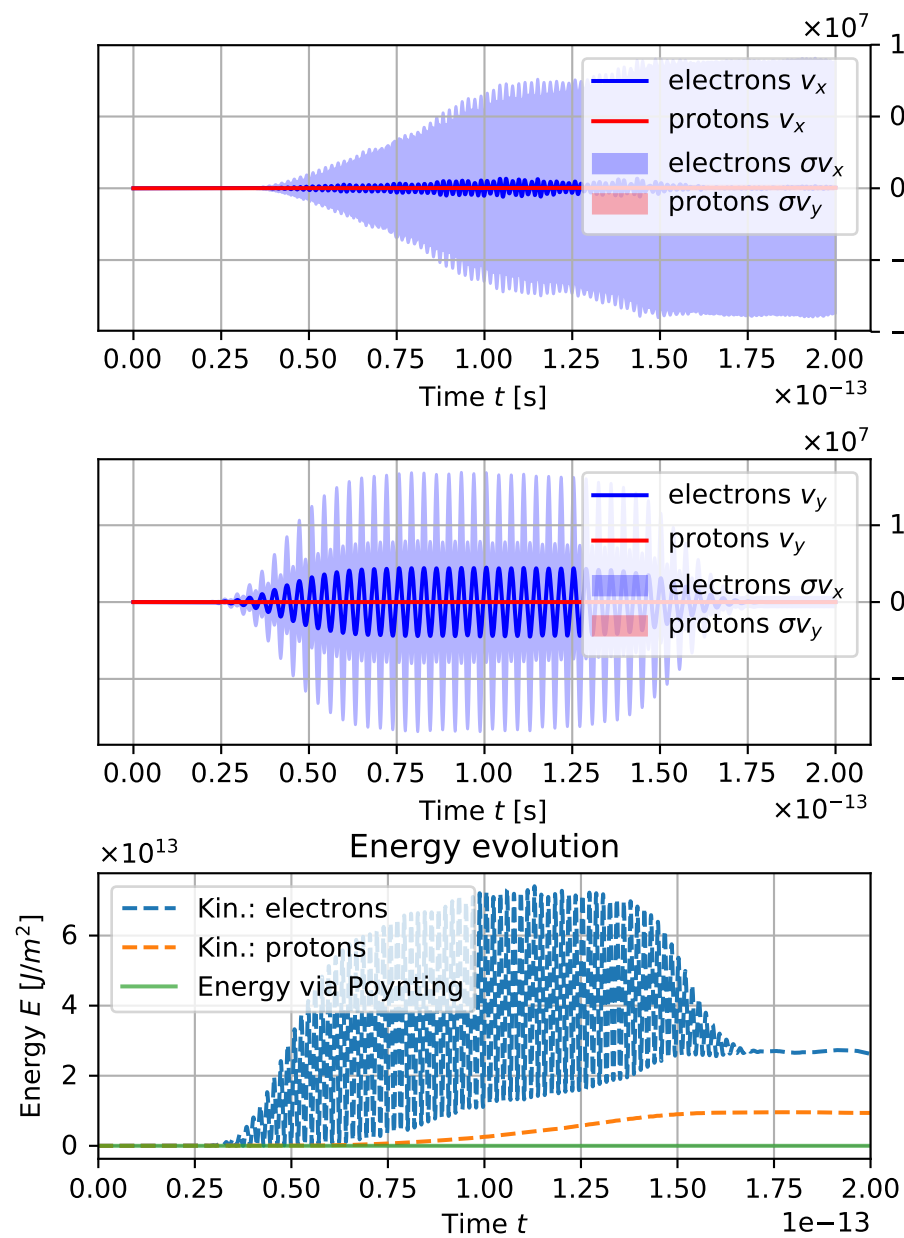 ×10⁷
1
electrons vₓ
protons vₓ
0
electrons σvₓ
0
protons σv_y
−
−
0.00 0.25 0.50 0.75 1.00 1.25 1.50 1.75 2.00
Time t [s]
×10⁻¹³
×10⁷
electrons v_y
1
protons v_y
electrons σvₓ
0
protons σv_y
−
0.00 0.25 0.50 0.75 1.00 1.25 1.50 1.75 2.00
Time t [s]
×10⁻¹³
Energy evolution
×10¹³
Energy E [J/m²]
6
4
2
0
Kin.: electrons
Kin.: protons
Energy via Poynting
0.00 0.25 0.50 0.75 1.00 1.25 1.50 1.75 2.00
Time t
1e−13